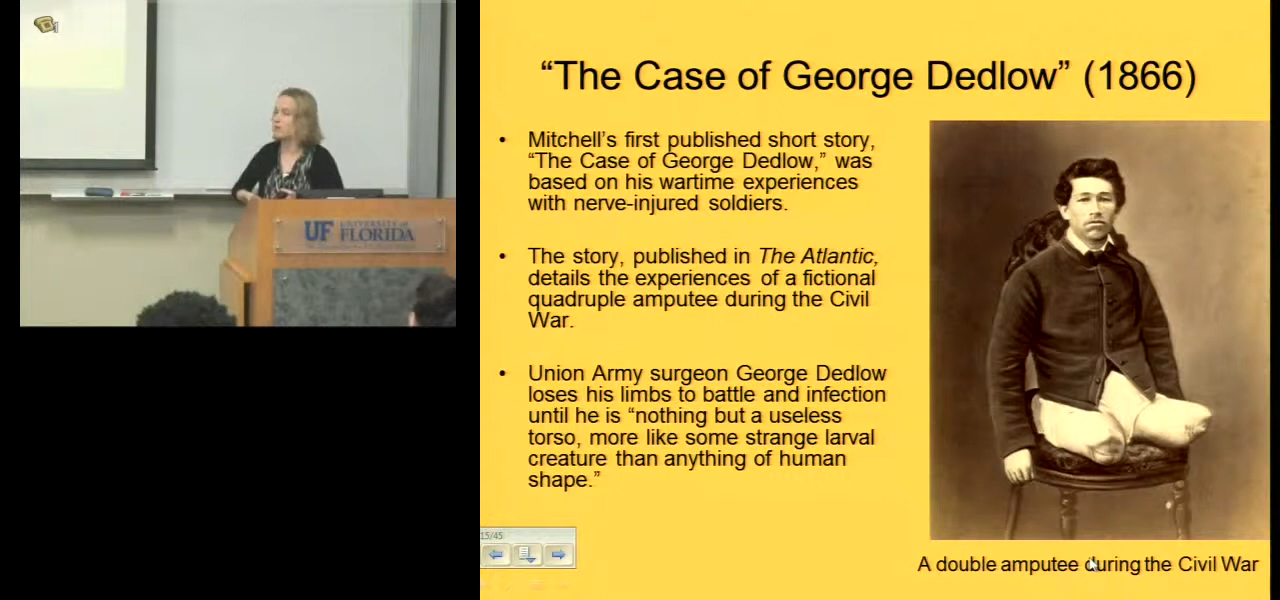 UF UNIVERSITY of
FLORIDA
“The Case of George Dedlow” (1866)
• Mitchell’s first published short story,
“The Case of George Dedlow,” was
based on his wartime experiences
with nerve-injured soldiers.
• The story, published in The Atlantic,
details the experiences of a fictional
quadruple amputee during the Civil
War.
• Union Army surgeon George Dedlow
loses his limbs to battle and infection
until he is “nothing but a useless
torso, more like some strange larval
creature than anything of human
shape.”
15/45
A double amputee during the Civil War